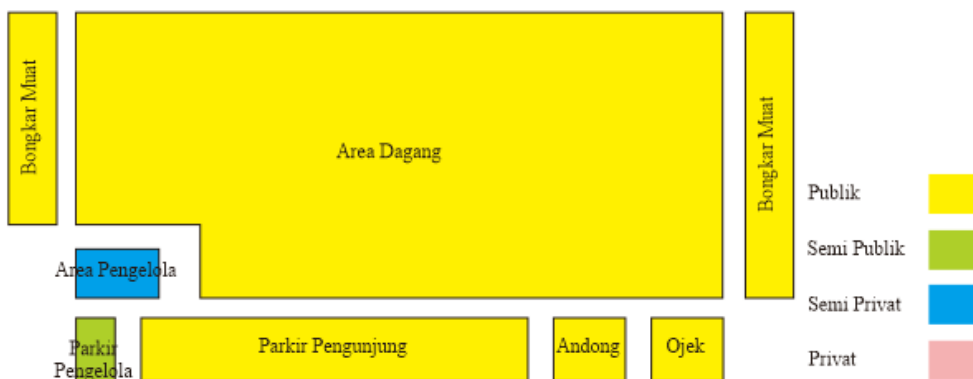 Bongkar Muat
Area Dagang
Bongkar Muat
Area Pengelola
Parkir
Pengelola
Parkir Pengunjung
Andong
Ojek
Publik
Semi Publik
Semi Privat
Privat